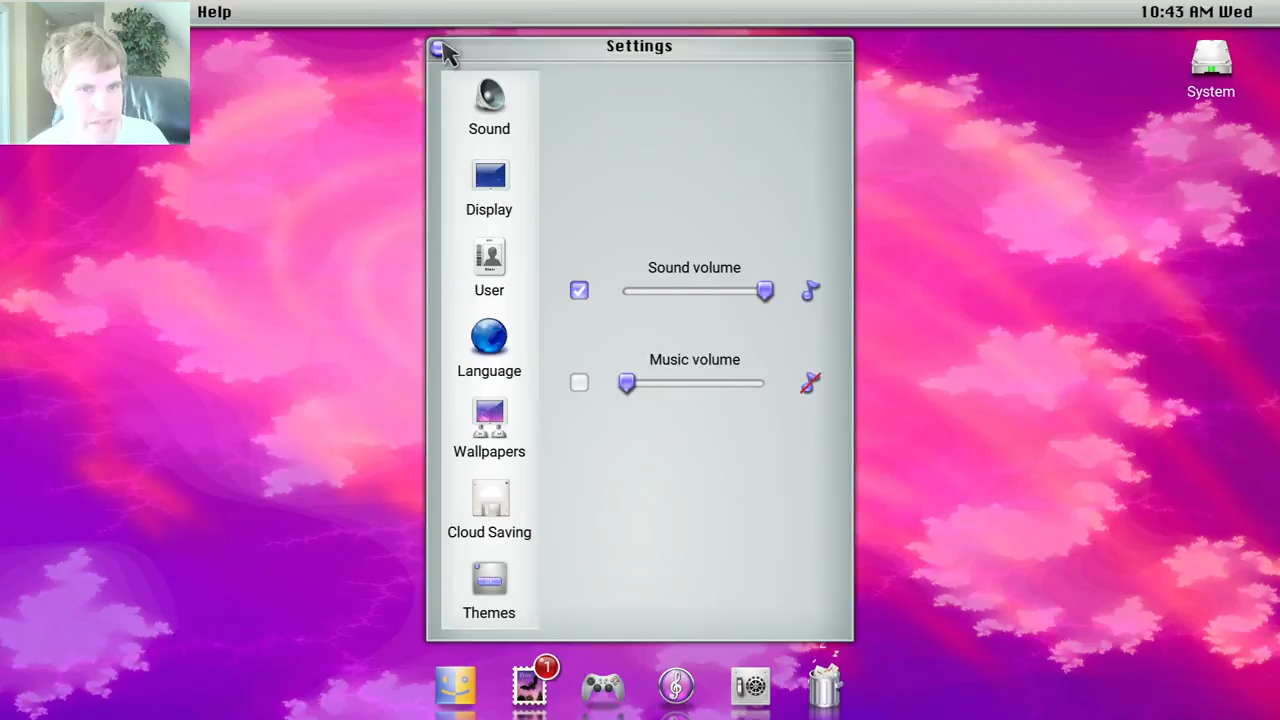 Help
10:43 AM Wed
Settings
System
Sound
Display
User
Language
Wallpapers
Cloud Saving
Themes
Sound volume
Music volume
1